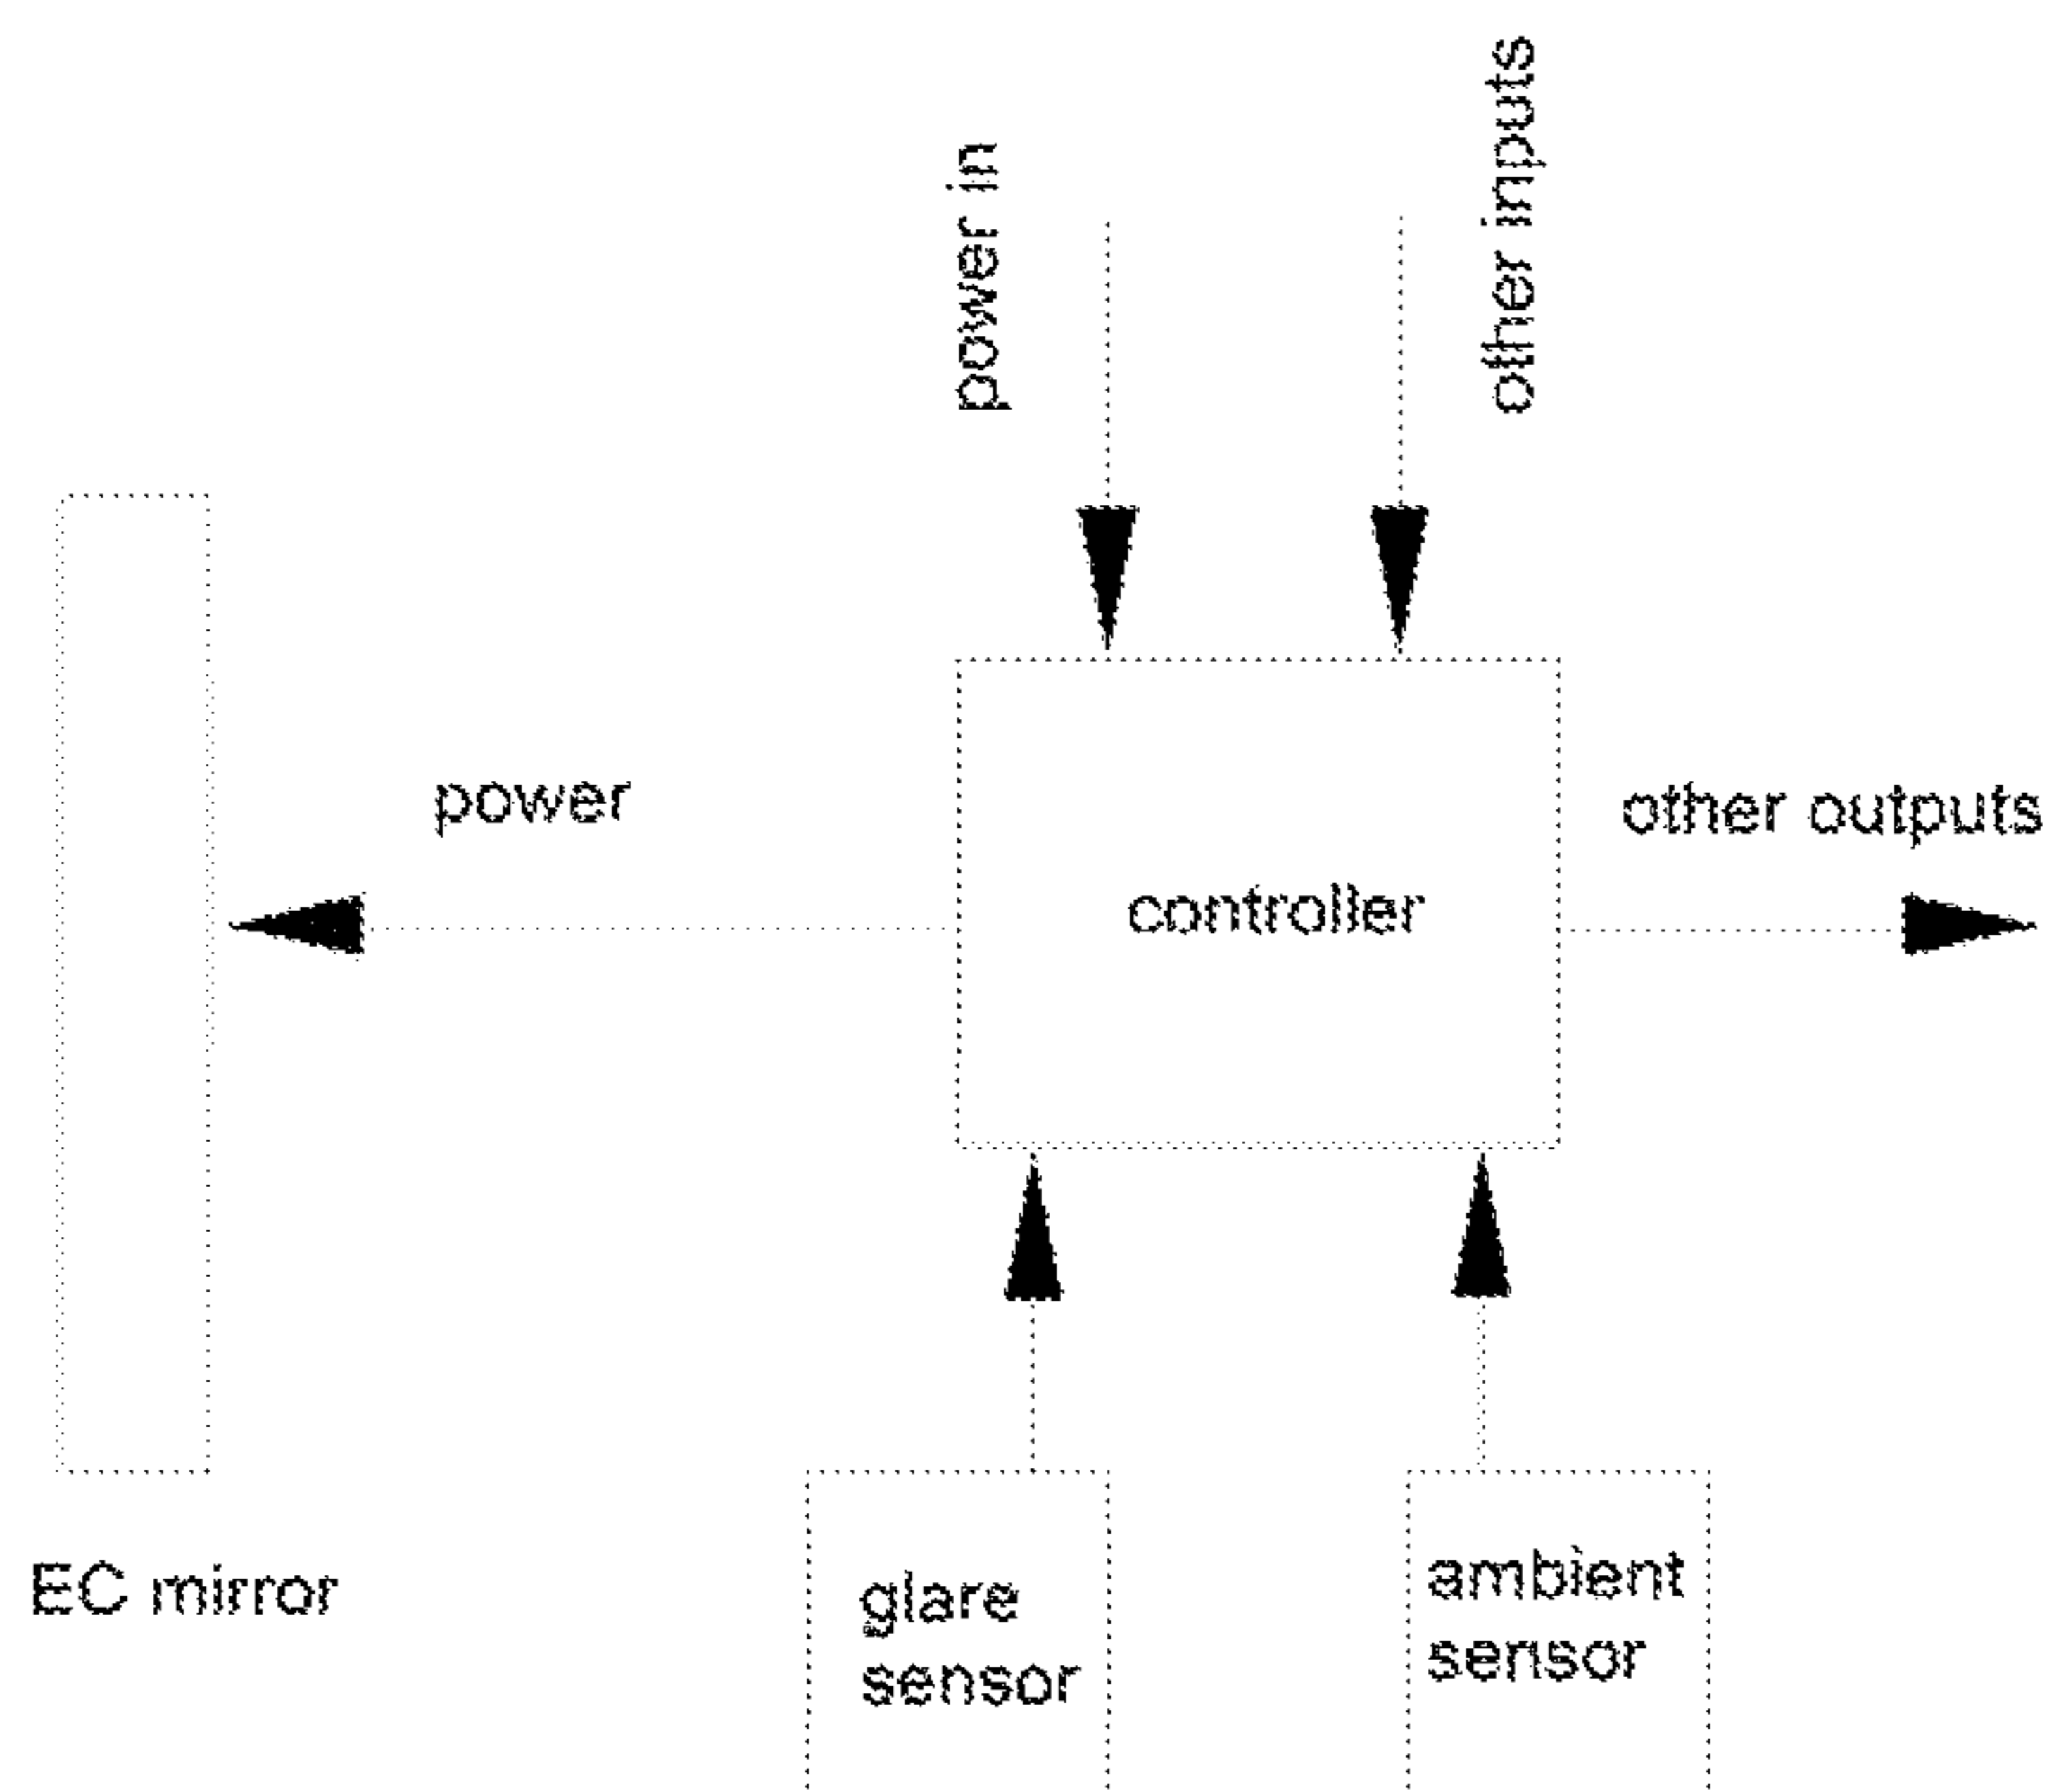 power in
other inputs
power
controller
other outputs
EC mirror
glare
sensor
ambient
sensor